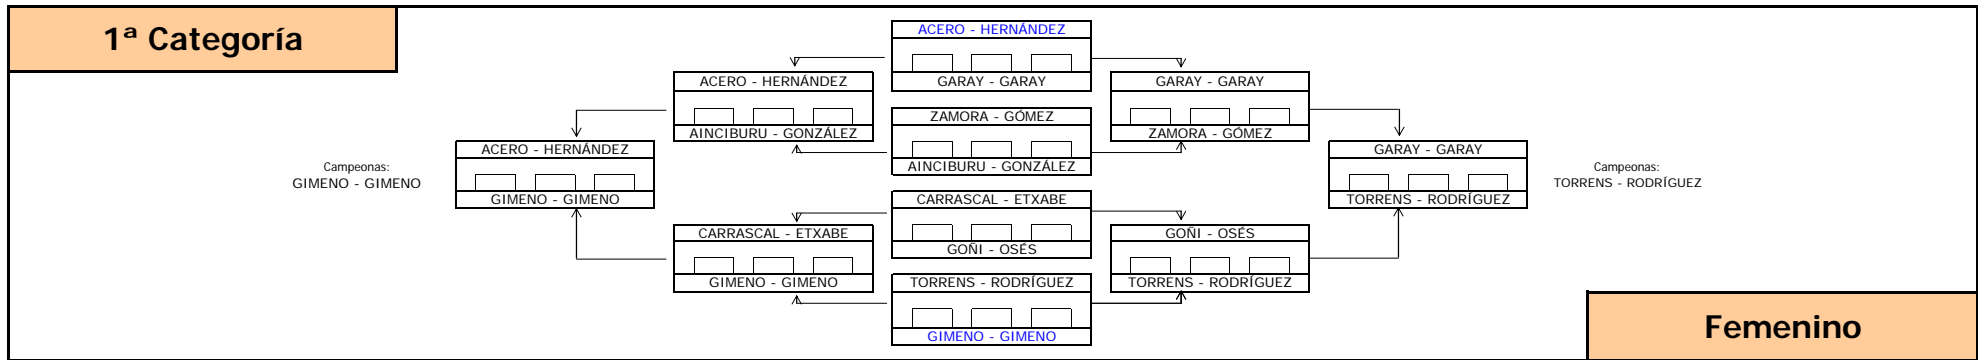 1ª Categoría
ACERO - HERNÁNDEZ
GARAY - GARAY
ACERO - HERNÁNDEZ
AINCIBURU - GONZÁLEZ
GARAY - GARAY
ZAMORA - GÓMEZ
ZAMORA - GÓMEZ
AINCIBURU - GONZÁLEZ
Campeonas:
GIMENO - GIMENO
ACERO - HERNÁNDEZ
GIMENO - GIMENO
GARAY - GARAY
TORRENS - RODRÍGUEZ
Campeonas:
TORRENS - RODRÍGUEZ
CARRASCAL - ETXABE
GOÑI - OSÉS
CARRASCAL - ETXABE
GIMENO - GIMENO
GOÑI - OSÉS
TORRENS - RODRÍGUEZ
TORRENS - RODRÍGUEZ
GIMENO - GIMENO
Femenino